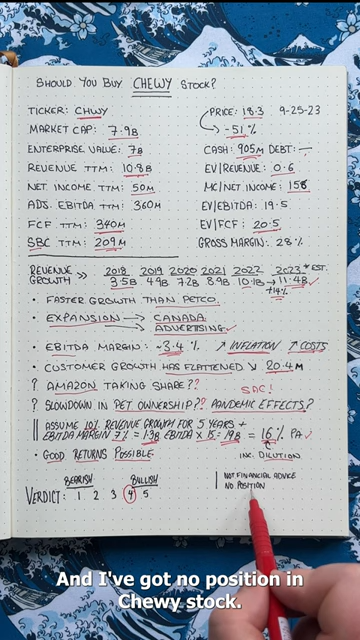 SHOULD YOU BUY CHEWY STOCK?
TICKER: CHWY
PRICE: 18.3 9-25-23
→ -51%
MARKET CAP: 7.9B
CASH: 905M DEBT: —
ENTERPRISE VALUE: 7B
EV/REVENUE: 0.6
REVENUE TTM: 10.8B
MC/NET INCOME: 158
NET INCOME TTM: 50M
EV/EBITDA: 19.5
ADJ. EBITDA TTM: 360M
EV/FCF: 20.5
FCF TTM: 340M
GROSS MARGIN: 28%
SBC TTM: 209M
REVENUE GROWTH >> 2018 2019 2020 2021 2022 2023 *EST.
3.5B 4.9B 7.2B 8.9B 10.1B → 11.4B ✓
+14%
• FASTER GROWTH THAN PETCO.
• EXPANSION → CANADA
→ ADVERTISING ✓
• EBITDA MARGIN: ~3.4% ↗ INFLATION ↑ COSTS
• CUSTOMER GROWTH HAS FLATTENED ↘ 20.4M
? AMAZON TAKING SHARE??
SBC!
? SLOWDOWN IN PET OWNERSHIP?? PANDEMIC EFFECTS?
ASSUME 10% REVENUE GROWTH FOR 5 YEARS +
EBITDA MARGIN 7% = 1.3B EBITDA × 15 = 19B = 16% PA ✓
INC. DILUTION
• GOOD RETURNS POSSIBLE.
BEARISH BULLISH
VERDICT: 1 2 3 4 5
NOT FINANCIAL ADVICE
NO POSITION
And I've got no position in
Chewy stock.